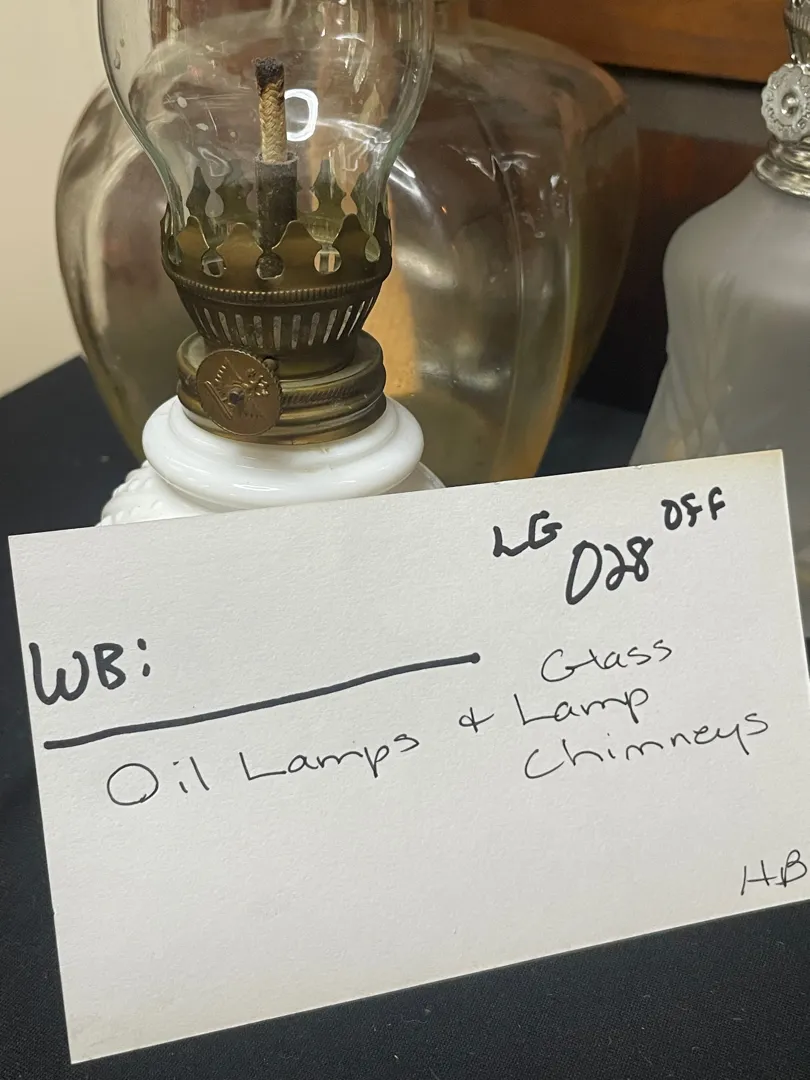 LG 028 OFF
WB:
Glass
Oil Lamps & Lamp
Chimneys
HB